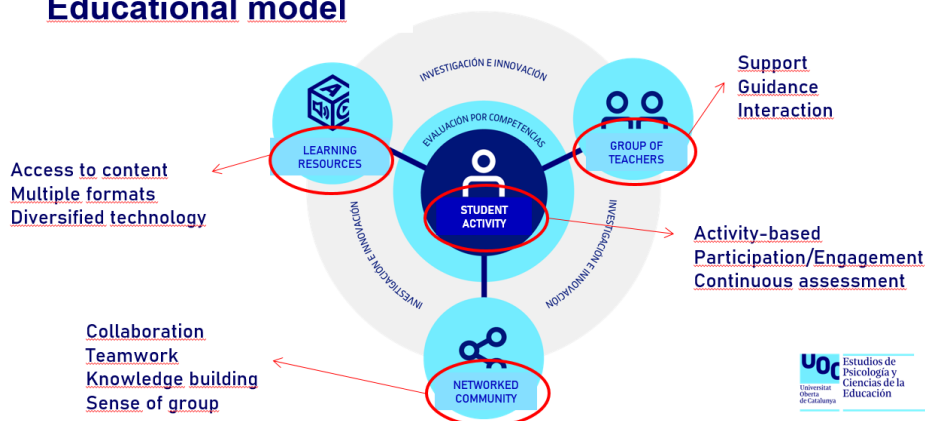 Educational model
INVESTIGACIÓN E INNOVACIÓN
Support
Guidance
Interaction
EVALUACIÓN POR COMPETENCIAS
LEARNING
RESOURCES
GROUP OF
TEACHERS
Access to content
Multiple formats
Diversified technology
STUDENT
ACTIVITY
INVESTIGACIÓN E INNOVACIÓN
INVESTIGACIÓN E INNOVACIÓN
Activity-based
Participation/Engagement
Continuous assessment
Collaboration
Teamwork
Knowledge building
Sense of group
NETWORKED
COMMUNITY
UOC
Universitat
Oberta
de Catalunya
Estudios de
Psicología y
Ciencias de la
Educación